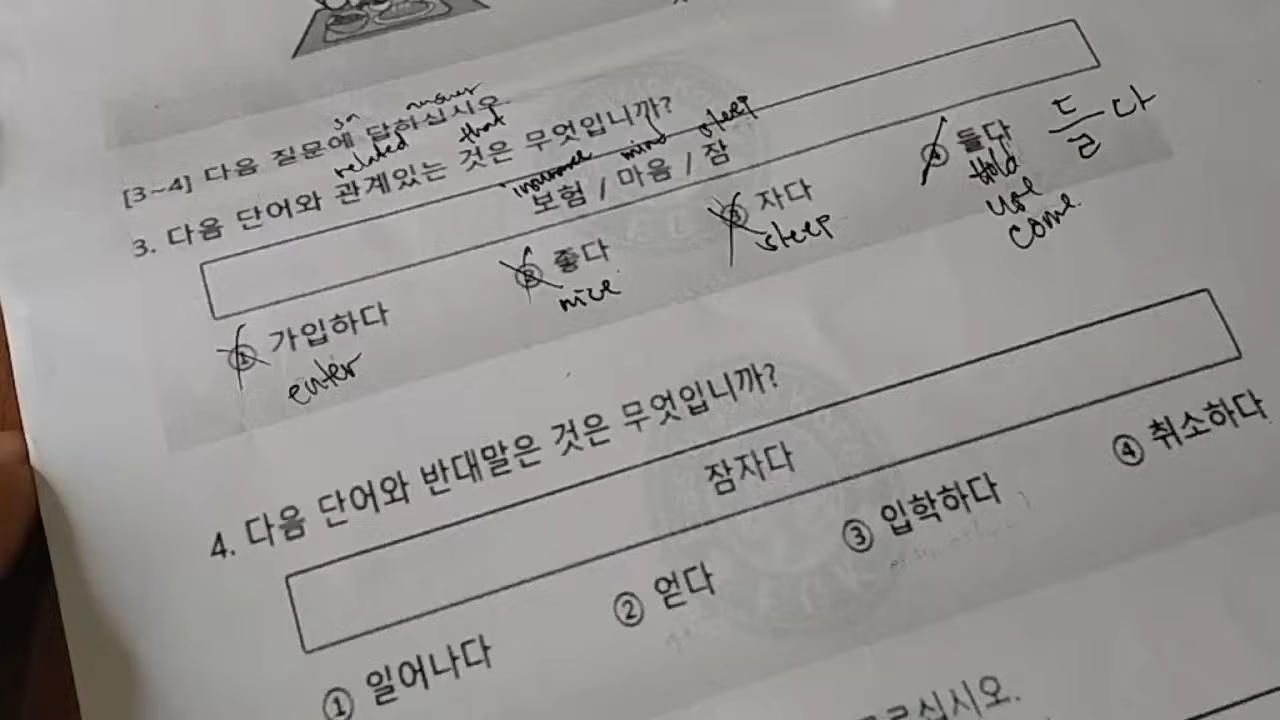 answer
[3~4] 다음 질문에 답하십시오.
related that
3. 다음 단어와 관계있는 것은 무엇입니까?
insurance mind sleep
보험 / 마음 / 잠
① 가입하다 ② 좋다 ③ 자다 ④ 들다 들다
enter nice sleep Hold
use
come
4. 다음 단어와 반대말은 것은 무엇입니까?
잠자다
① 일어나다 ② 얻다 ③ 입학하다 ④ 취소하다
십시오.